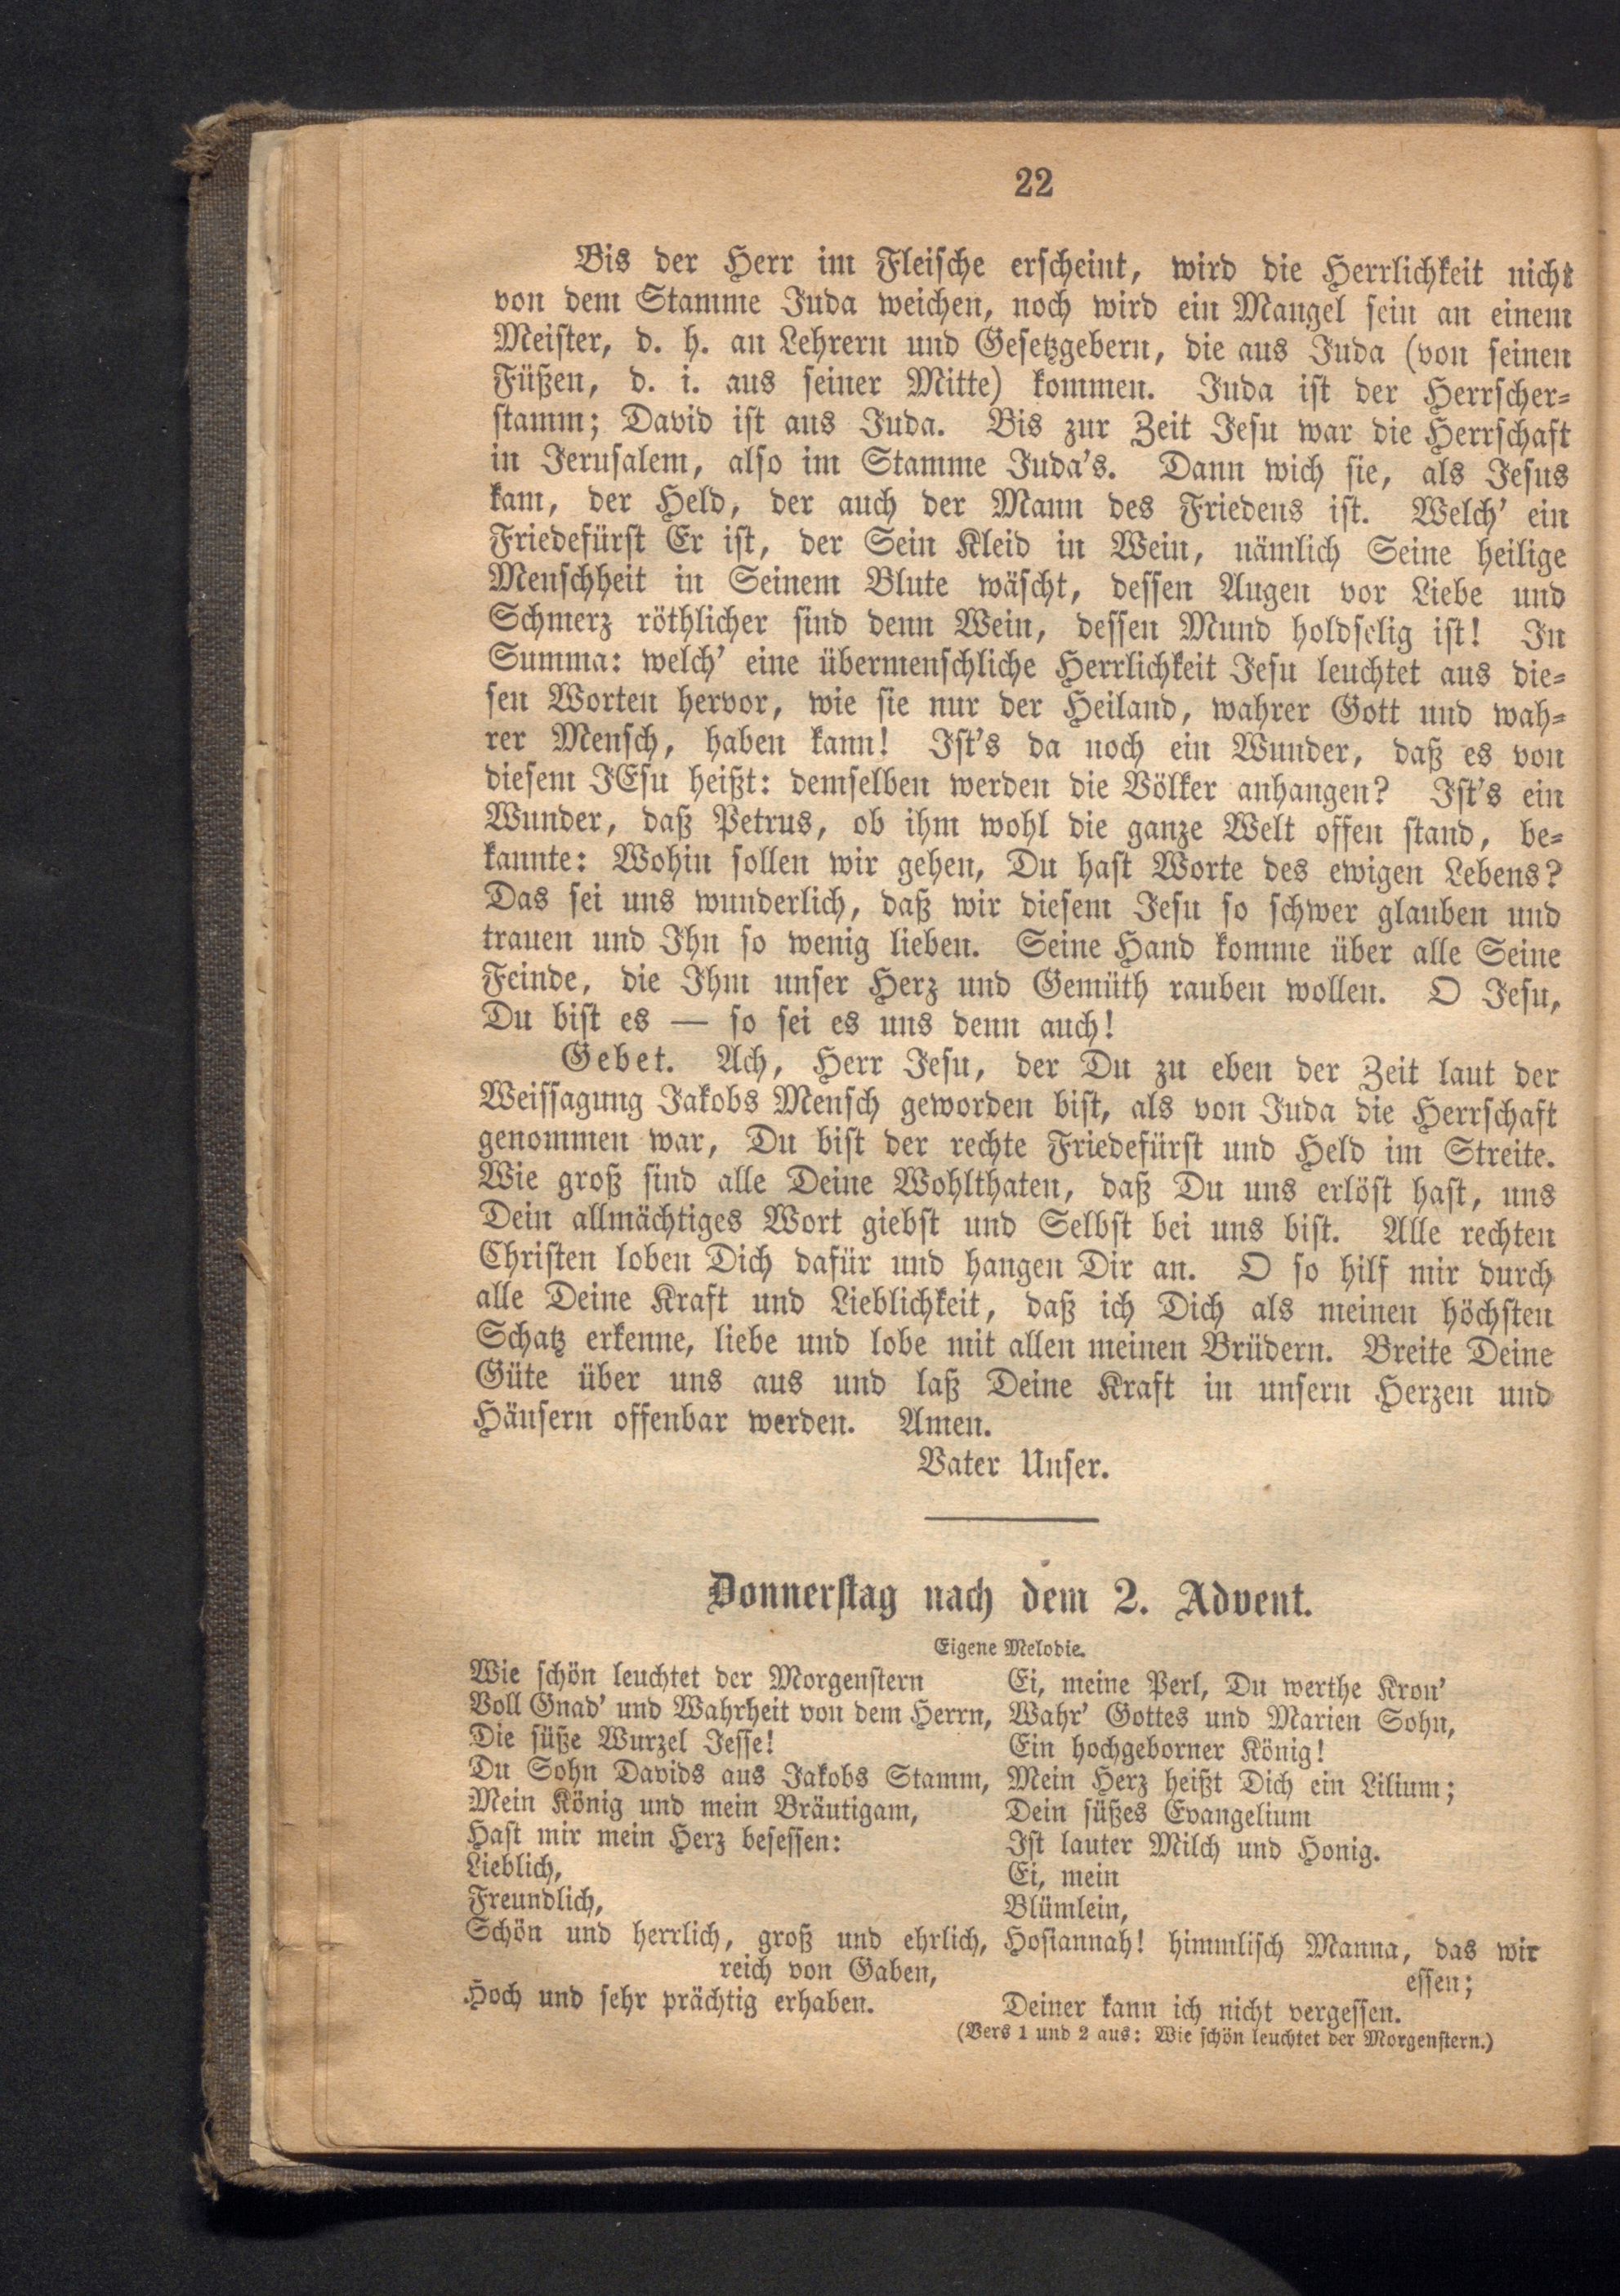 22
Bis der Herr im Fleische erscheint, wird die Herrlichkeit nicht
von dem Stamme Juda weichen, noch wird ein Mangel sein an einem
Meister, d. h. an Lehrern und Gesetzgebern, die aus Juda (von seinen
Füßen, d. i. aus seiner Mitte) kommen. Juda ist der Herrscher-
stamm; David ist aus Juda. Bis zur Zeit Jesu war die Herrschaft
in Jerusalem, also im Stamme Juda's. Dann wich sie, als Jesus
kam, der Held, der auch der Mann des Friedens ist. Welch' ein
Friedefürst Er ist, der Sein Kleid in Wein, nämlich Seine heilige
Menschheit in Seinem Blute wäscht, dessen Augen vor Liebe und
Schmerz röthlicher sind denn Wein, dessen Mund holdselig ist! In
Summa: welch' eine übermenschliche Herrlichkeit Jesu leuchtet aus die-
sen Worten hervor, wie sie nur der Heiland, wahrer Gott und wah-
rer Mensch, haben kann! Ist's da noch ein Wunder, daß es von
diesem JEsu heißt: demselben werden die Völker anhangen? Ist's ein
Wunder, daß Petrus, ob ihm wohl die ganze Welt offen stand, be-
kannte: Wohin sollen wir gehen, Du hast Worte des ewigen Lebens?
Das sei uns wunderlich, daß wir diesem Jesu so schwer glauben und
trauen und Ihn so wenig lieben. Seine Hand komme über alle Seine
Feinde, die Ihm unser Herz und Gemüth rauben wollen. O Jesu,
Du bist es — so sei es uns denn auch!
Gebet. Ach, Herr Jesu, der Du zu eben der Zeit laut der
Weissagung Jakobs Mensch geworden bist, als von Juda die Herrschaft
genommen war, Du bist der rechte Friedefürst und Held im Streite.
Wie groß sind alle Deine Wohlthaten, daß Du uns erlöst hast, uns
Dein allmächtiges Wort giebst und Selbst bei uns bist. Alle rechten
Christen loben Dich dafür und hangen Dir an. O so hilf mir durch
alle Deine Kraft und Lieblichkeit, daß ich Dich als meinen höchsten
Schatz erkenne, liebe und lobe mit allen meinen Brüdern. Breite Deine
Güte über uns aus und laß Deine Kraft in unsern Herzen und
Häusern offenbar werden. Amen.
Vater Unser.
Donnerstag nach dem 2. Advent.
Eigene Melodie.
Wie schön leuchtet der Morgenstern
Voll Gnad' und Wahrheit von dem Herrn,
Die süße Wurzel Jesse!
Du Sohn Davids aus Jakobs Stamm,
Mein König und mein Bräutigam,
Hast mir mein Herz besessen:
Lieblich,
Freundlich,
Schön und herrlich, groß und ehrlich,
reich von Gaben,
Hoch und sehr prächtig erhaben.
Ei, meine Perl, Du werthe Kron'
Wahr' Gottes und Marien Sohn,
Ein hochgeborner König!
Mein Herz heißt Dich ein Lilium;
Dein süßes Evangelium
Ist lauter Milch und Honig.
Ei, mein
Blümlein,
Hosiannah! himmlisch Manna, das wir
essen;
Deiner kann ich nicht vergessen.
(Vers 1 und 2 aus: Wie schön leuchtet der Morgenstern.)